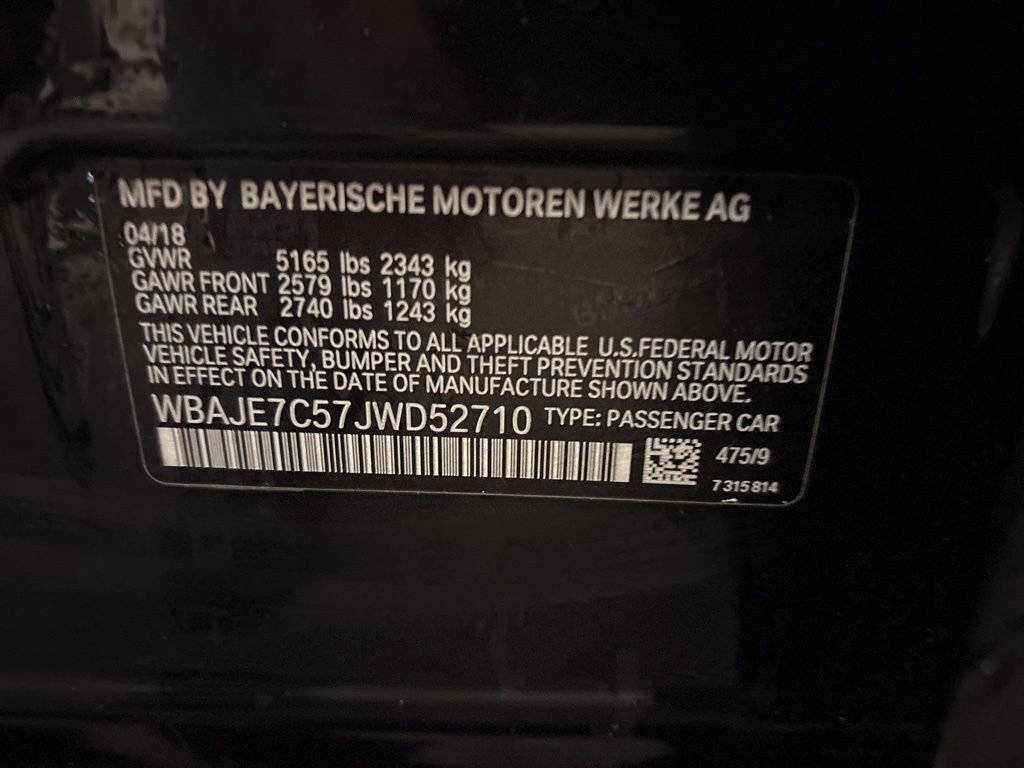 MFD BY BAYERISCHE MOTOREN WERKE AG
04/18
GVWR 5165 lbs 2343 kg
GAWR FRONT 2579 lbs 1170 kg
GAWR REAR 2740 lbs 1243 kg
THIS VEHICLE CONFORMS TO ALL APPLICABLE U.S.FEDERAL MOTOR
VEHICLE SAFETY, BUMPER AND THEFT PREVENTION STANDARDS
IN EFFECT ON THE DATE OF MANUFACTURE SHOWN ABOVE.
WBAJE7C57JWD52710 TYPE: PASSENGER CAR
475/9
7315814